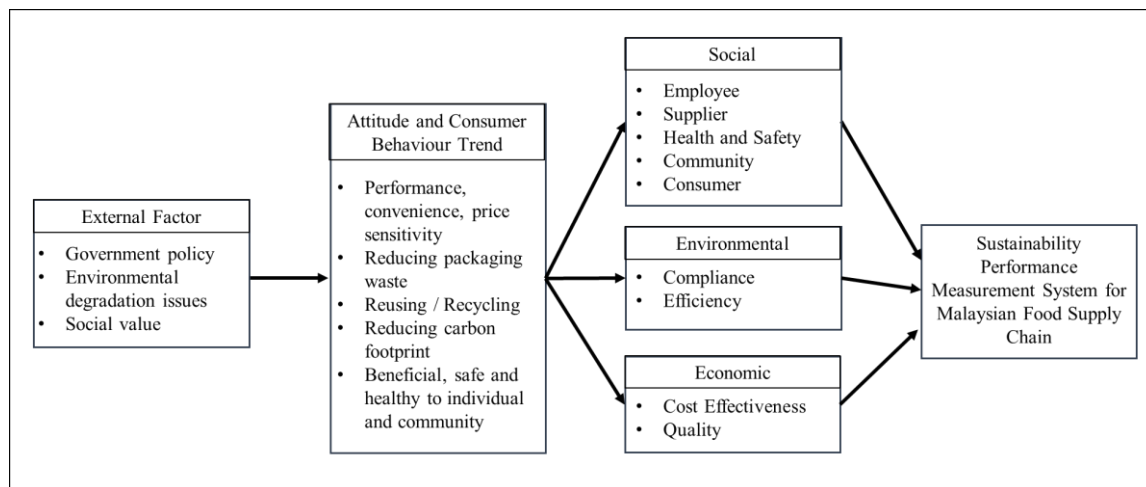 External Factor
• Government policy
• Environmental
degradation issues
• Social value
Attitude and Consumer
Behaviour Trend
• Performance,
convenience, price
sensitivity
• Reducing packaging
waste
• Reusing / Recycling
• Reducing carbon
footprint
• Beneficial, safe and
healthy to individual
and community
Social
• Employee
• Supplier
• Health and Safety
• Community
• Consumer
Environmental
• Compliance
• Efficiency
Economic
• Cost Effectiveness
• Quality
Sustainability
Performance
Measurement System for
Malaysian Food Supply
Chain